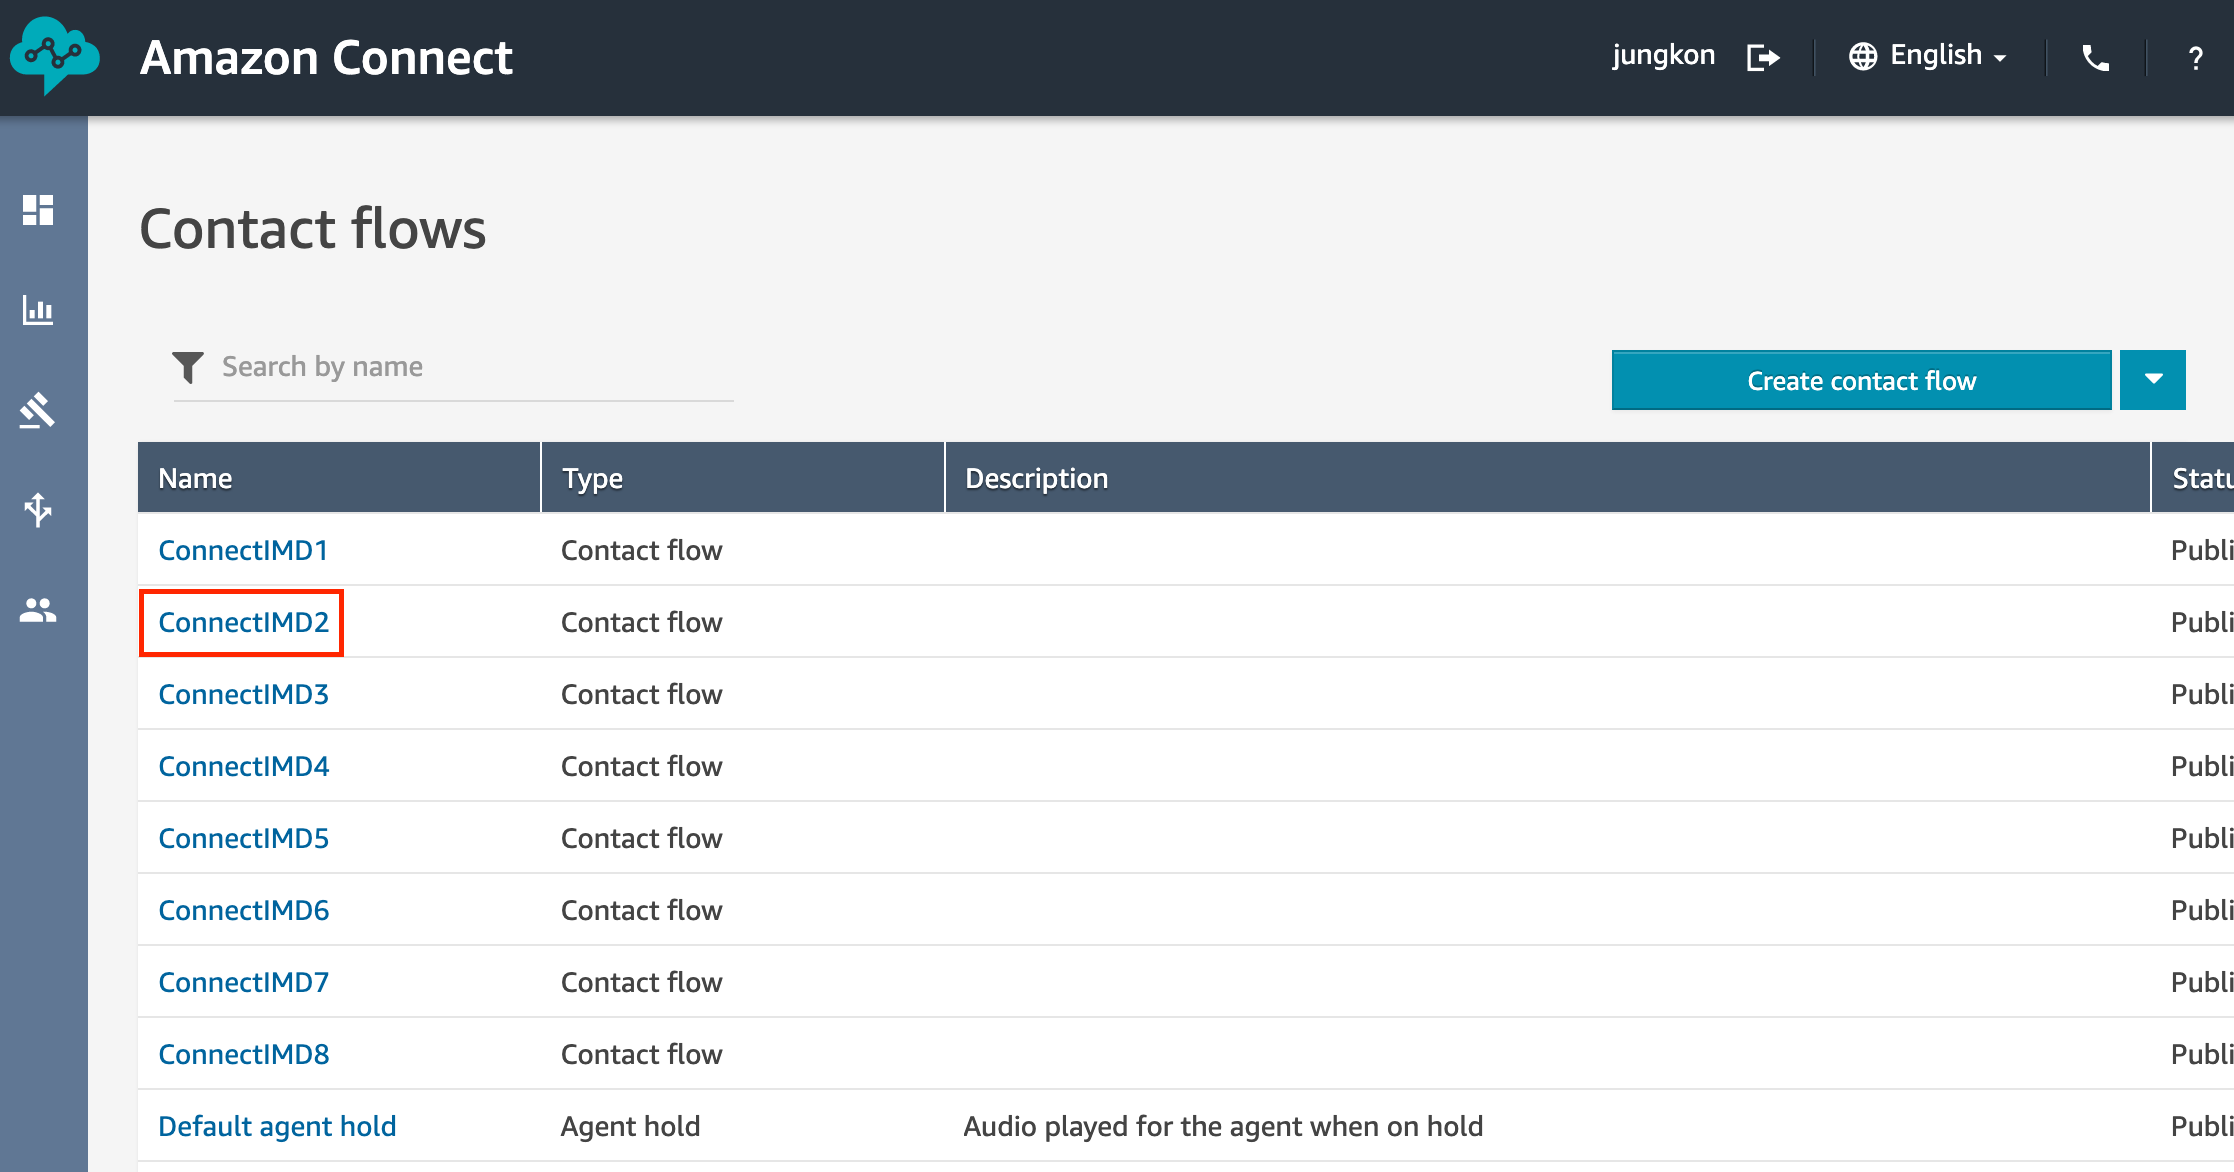 Amazon Connect
jungkon English ?
Contact flows
Search by name
Create contact flow
Name Type Description Statu
ConnectIMD1 Contact flow Publi
ConnectIMD2 Contact flow Publi
ConnectIMD3 Contact flow Publi
ConnectIMD4 Contact flow Publi
ConnectIMD5 Contact flow Publi
ConnectIMD6 Contact flow Publi
ConnectIMD7 Contact flow Publi
ConnectIMD8 Contact flow Publi
Default agent hold Agent hold Audio played for the agent when on hold Publi